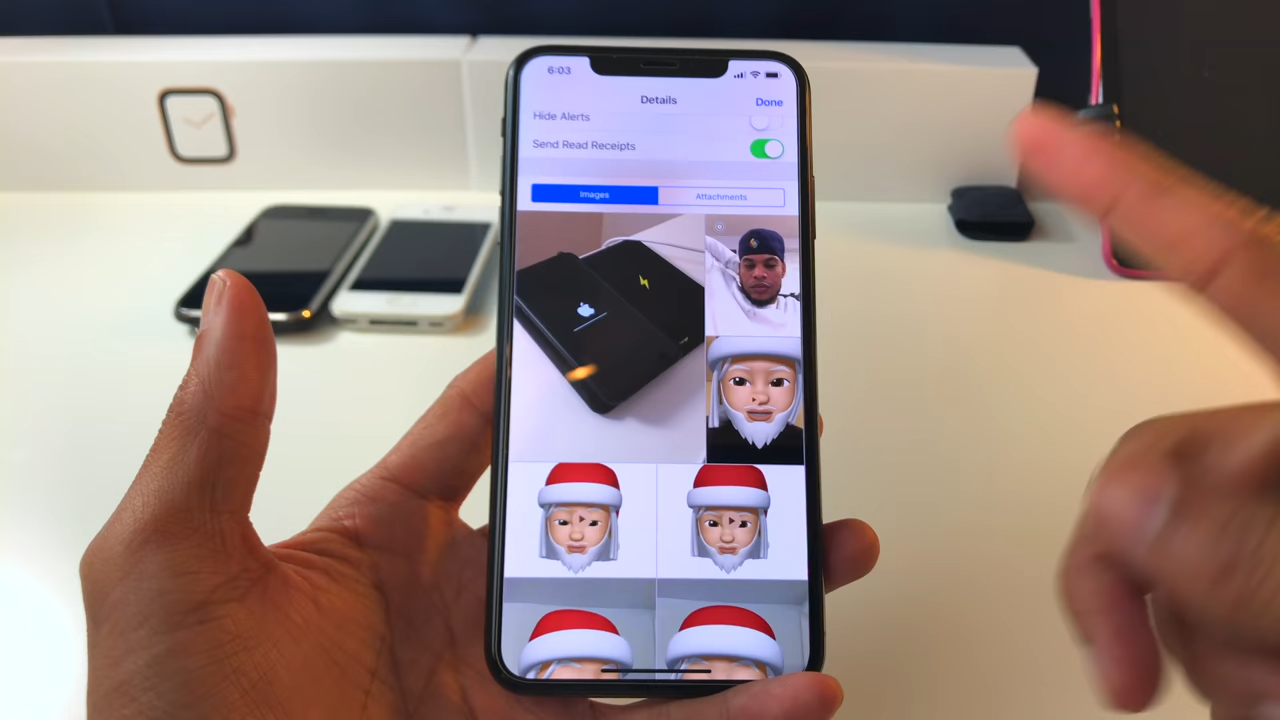 6:03
Details
Done
Hide Alerts
Send Read Receipts
Images
Attachments